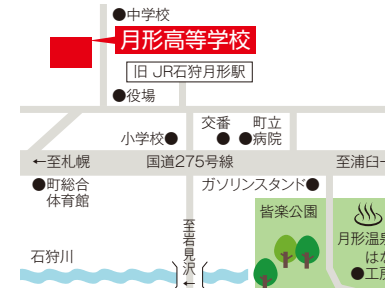 ●中学校
月形高等学校
旧 JR石狩月形駅
●役場
交番
町立
小学校●
●
●病院
←至札幌
国道275号線
至浦臼
●町総合
体育館
ガソリンスタンド●
皆楽公園
至岩見沢→
月形温泉
石狩川
はな
●工房